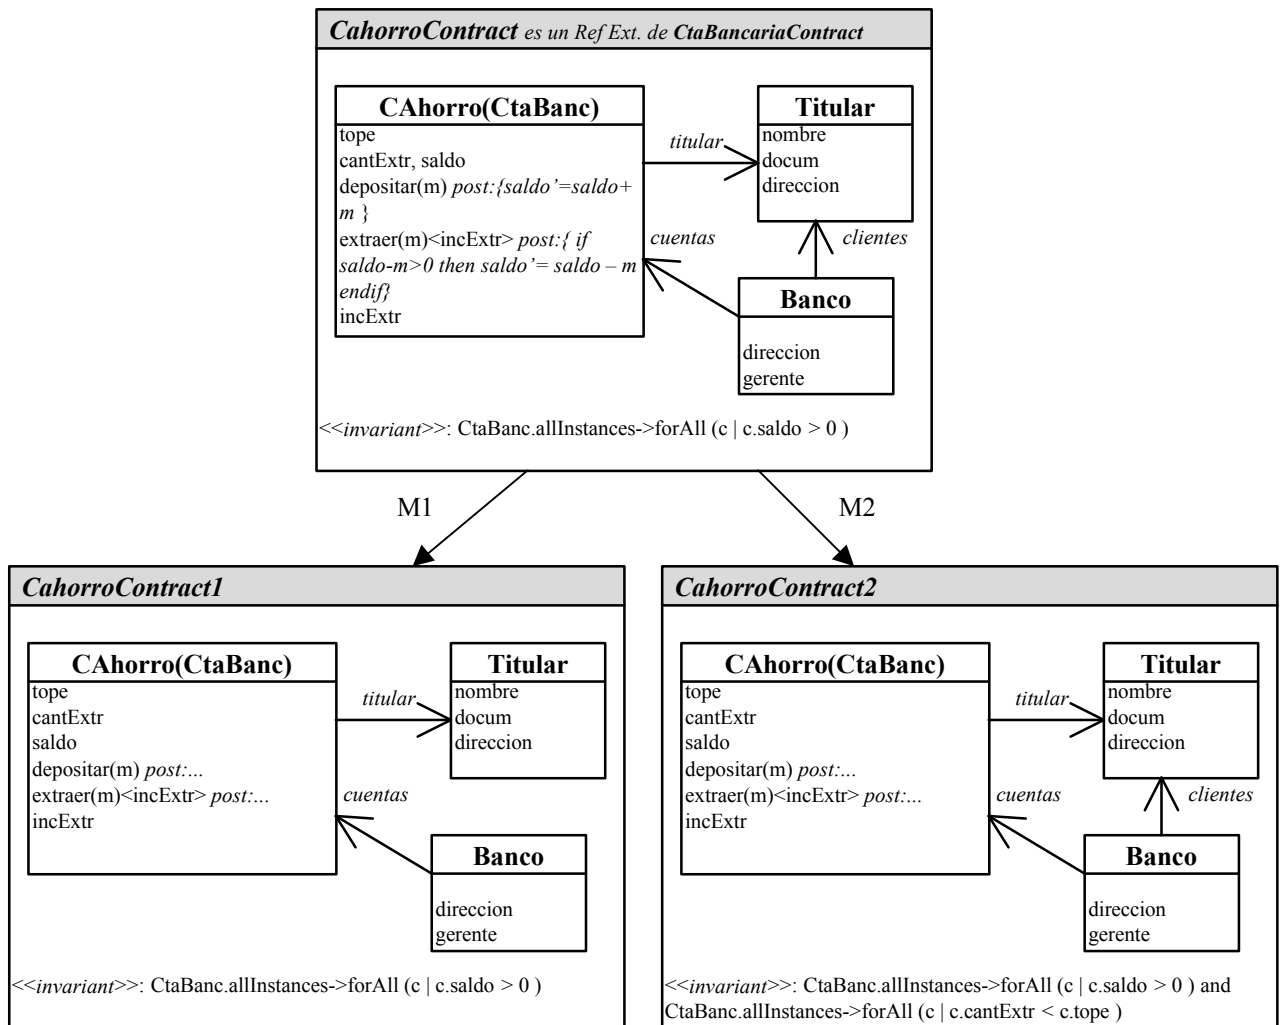 CahorroContract es un Ref Ext. de CtaBancariaContract
CAhorro(CtaBanc)
tope
cantExtr, saldo
depositar(m) post:{saldo’=saldo+
m }
extraer(m)<incExtr> post:{ if
saldo-m>0 then saldo’= saldo – m
endif}
incExtr
titular
Titular
nombre
docum
direccion
cuentas
clientes
Banco
direccion
gerente
<<invariant>>: CtaBanc.allInstances->forAll (c | c.saldo > 0 )
M1
M2
CahorroContract1
CAhorro(CtaBanc)
tope
cantExtr
saldo
depositar(m) post:...
extraer(m)<incExtr> post:...
incExtr
titular
Titular
nombre
docum
direccion
cuentas
Banco
direccion
gerente
<<invariant>>: CtaBanc.allInstances->forAll (c | c.saldo > 0 )
CahorroContract2
CAhorro(CtaBanc)
tope
cantExtr
saldo
depositar(m) post:...
extraer(m)<incExtr> post:...
incExtr
titular
Titular
nombre
docum
direccion
cuentas
clientes
Banco
direccion
gerente
<<invariant>>: CtaBanc.allInstances->forAll (c | c.saldo > 0 ) and
CtaBanc.allInstances->forAll (c | c.cantExtr < c.tope )